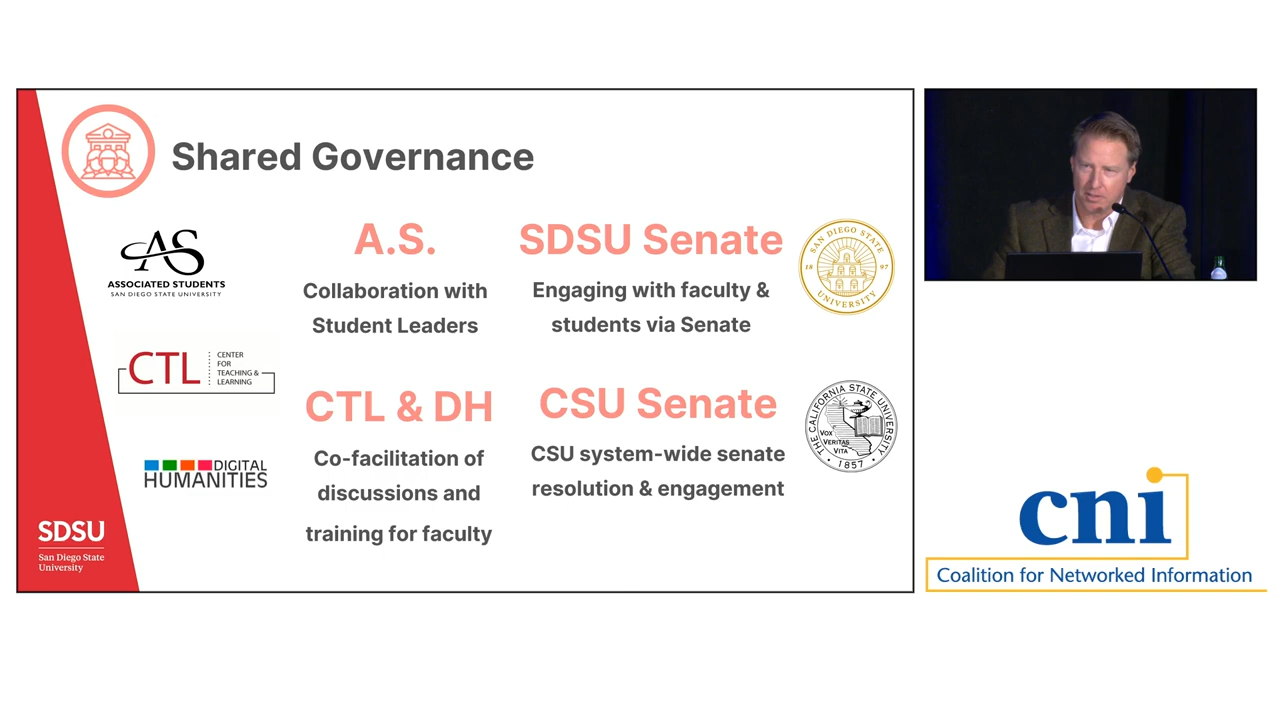 Shared Governance
AS
ASSOCIATED STUDENTS
SAN DIEGO STATE UNIVERSITY
A.S.
Collaboration with
Student Leaders
SDSU Senate
Engaging with faculty &
students via Senate
SAN DIEGO STATE
18 97
UNIVERSITY
CTL
CENTER
FOR
TEACHING &
LEARNING
CTL & DH
Co-facilitation of
discussions and
training for faculty
CSU Senate
CSU system-wide senate
resolution & engagement
THE CALIFORNIA STATE UNIVERSITY
VOX
VERITAS
VITA
• 1857 •
DIGITAL
HUMANITIES
SDSU
San Diego State
University
cni
Coalition for Networked Information